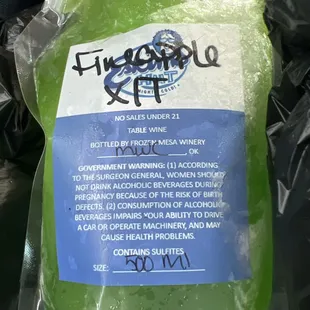 FineApple
XIT
NO SALES UNDER 21
TABLE WINE
BOTTLED BY FROZEN MESA WINERY
MWC OK
GOVERNMENT WARNING: (1) ACCORDING
TO THE SURGEON GENERAL, WOMEN SHOULD
NOT DRINK ALCOHOLIC BEVERAGES DURING
PREGNANCY BECAUSE OF THE RISK OF BIRTH
DEFECTS. (2) CONSUMPTION OF ALCOHOLIC
BEVERAGES IMPAIRS YOUR ABILITY TO DRIVE
A CAR OR OPERATE MACHINERY, AND MAY
CAUSE HEALTH PROBLEMS.
CONTAINS SULFITES
SIZE: 500 Ml